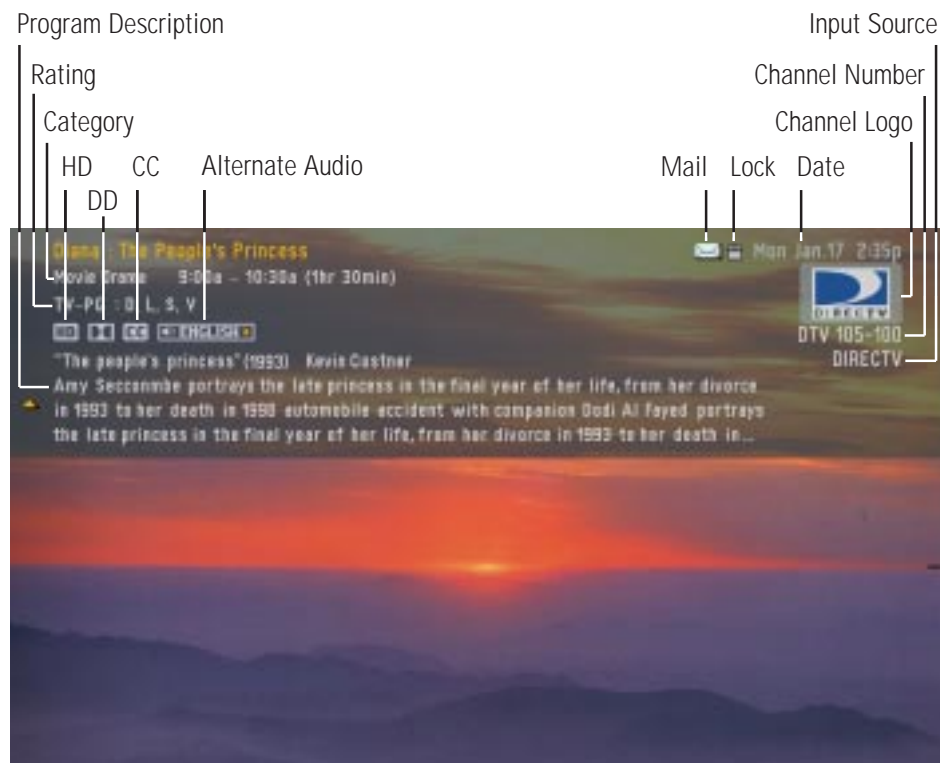 Program Description
Input Source
Rating
Channel Number
Category
Channel Logo
HD
CC
Alternate Audio
Mail
Lock
Date
DD
Diana : The People's Princess
Mon Jan.17 2:35p
Movie Drama 9:00a - 10:30a (1hr 30min)
TV-PG : D, L, S, V
DIRECTV
HD
CC
ENGLISH
DTV 105-100
"The people's princess" (1993) Kevin Costner
DIRECTV
Amy Secconmbe portrays the late princess in the final year of her life, from her divorce
in 1993 to her death in 1998 automobile accident with companion Dodi Al Fayed portrays
the late princess in the final year of her life, from her divorce in 1993 to her death in...